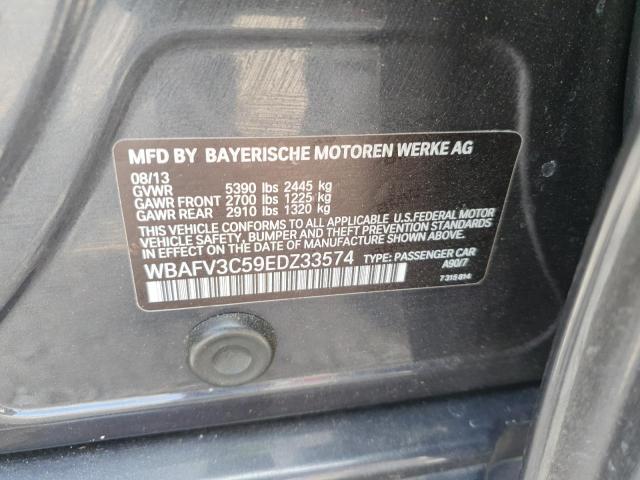 MFD BY BAYERISCHE MOTOREN WERKE AG
08/13
GVWR 5390 lbs 2445 kg
GAWR FRONT 2700 lbs 1225 kg
GAWR REAR 2910 lbs 1320 kg
THIS VEHICLE CONFORMS TO ALL APPLICABLE U.S.FEDERAL MOTOR
VEHICLE SAFETY, BUMPER, AND THEFT PREVENTION STANDARDS
IN EFFECT ON THE DATE OF MANUFACTURE SHOWN ABOVE.
WBAFV3C59EDZ33574 TYPE: PASSENGER CAR
A90/7
7315814